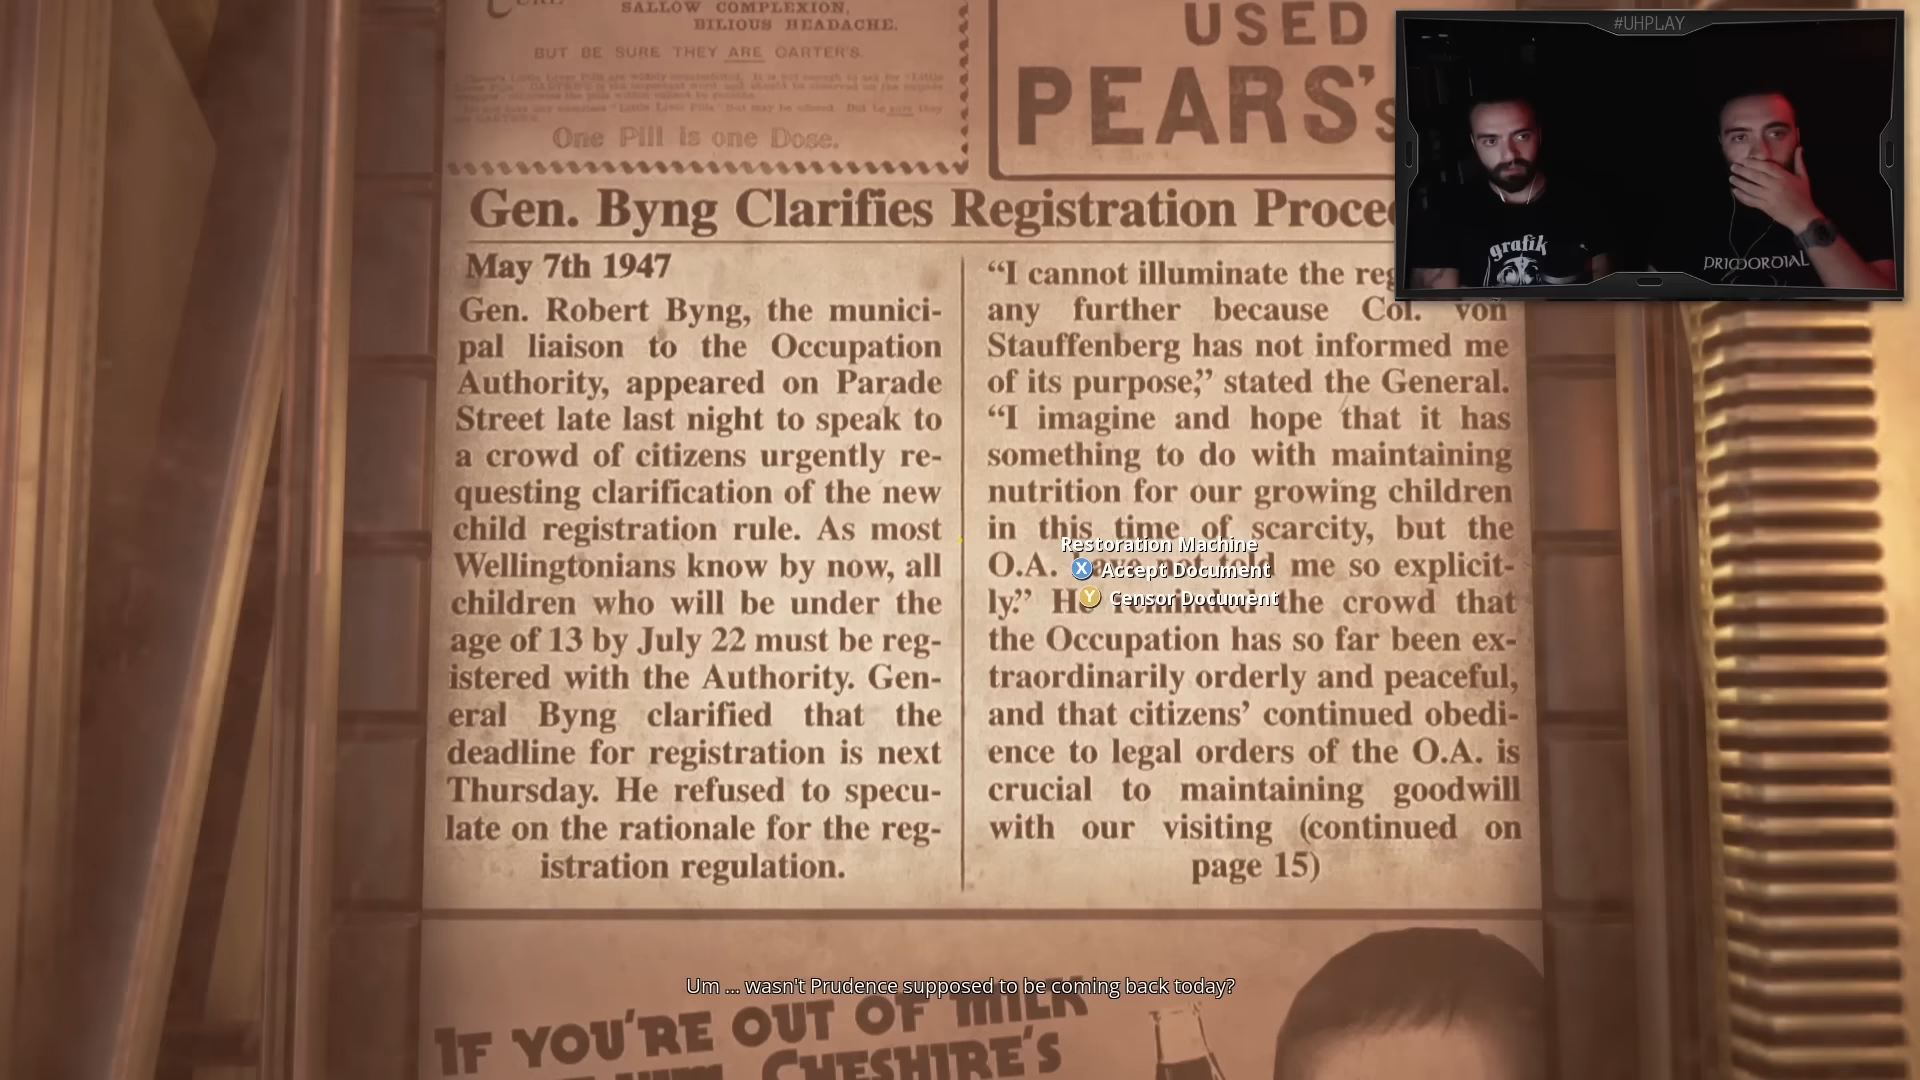 SALLOW COMPLEXION,
BILIOUS HEADACHE.
BUT BE SURE THEY ARE CARTER'S.
One Pill is one Dose.
USED
PEARS's
#UHPLAY
grafik
PRIMORDIAL
Gen. Byng Clarifies Registration
May 7th 1947
Gen. Robert Byng, the munici-
pal liaison to the Occupation
Authority, appeared on Parade
Street late last night to speak to
a crowd of citizens urgently re-
questing clarification of the new
child registration rule. As most
Wellingtonians know by now, all
children who will be under the
age of 13 by July 22 must be reg-
istered with the Authority. Gen-
eral Byng clarified that the
deadline for registration is next
Thursday. He refused to specu-
late on the rationale for the reg-
istration regulation.
“I cannot illuminate the reg
any further because Col. von
Stauffenberg has not informed me
of its purpose,” stated the General.
“I imagine and hope that it has
something to do with maintaining
nutrition for our growing children
in this time of scarcity, but the
O.A. me so explicit-
ly.” He the crowd that
the Occupation has so far been ex-
traordinarily orderly and peaceful,
and that citizens’ continued obedi-
ence to legal orders of the O.A. is
crucial to maintaining goodwill
with our visiting (continued on
page 15)
Restoration Machine
X Accept Document
Y Censor Document
Um ... wasn't Prudence supposed to be coming back today?
IF YOU'RE OUT OF MILK
CHESHIRE'S